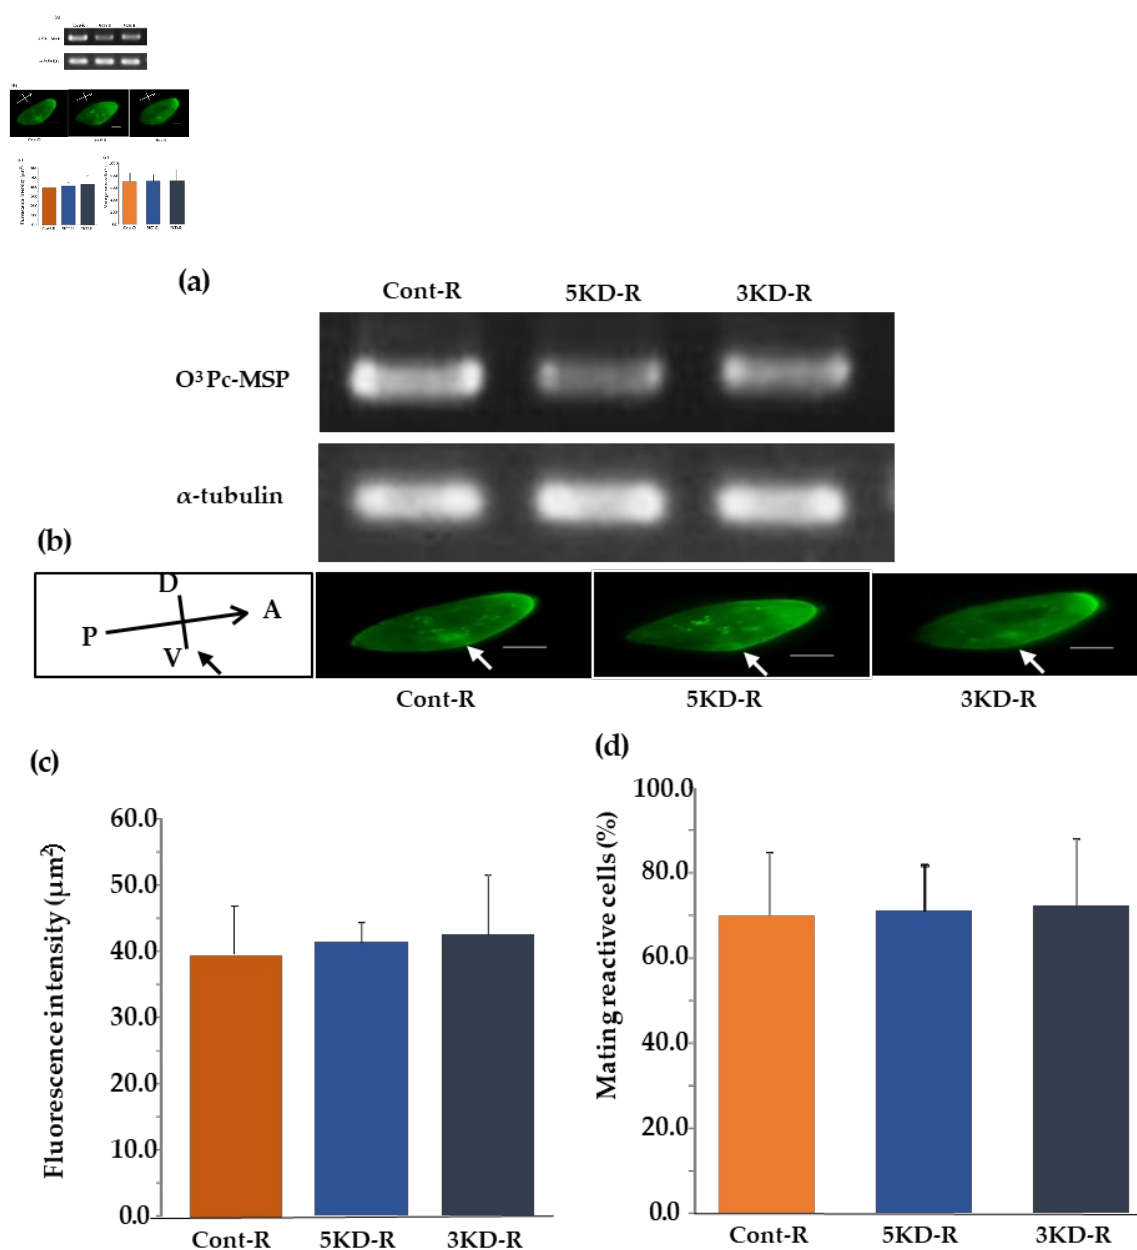 (a)
Cont-R 5KD-R 3KD-R
O³Pc-MSP
α-tubulin
(b)
D
P A
V
Cont-R 5KD-R 3KD-R
(c)
Fluorescence intensity (μm²)
60.0
50.0
40.0
30.0
20.0
10.0
0.0
Cont-R 5KD-R 3KD-R
(d)
Mating reactive cells (%)
100.0
80.0
60.0
40.0
20.0
0.0
Cont-R 5KD-R 3KD-R